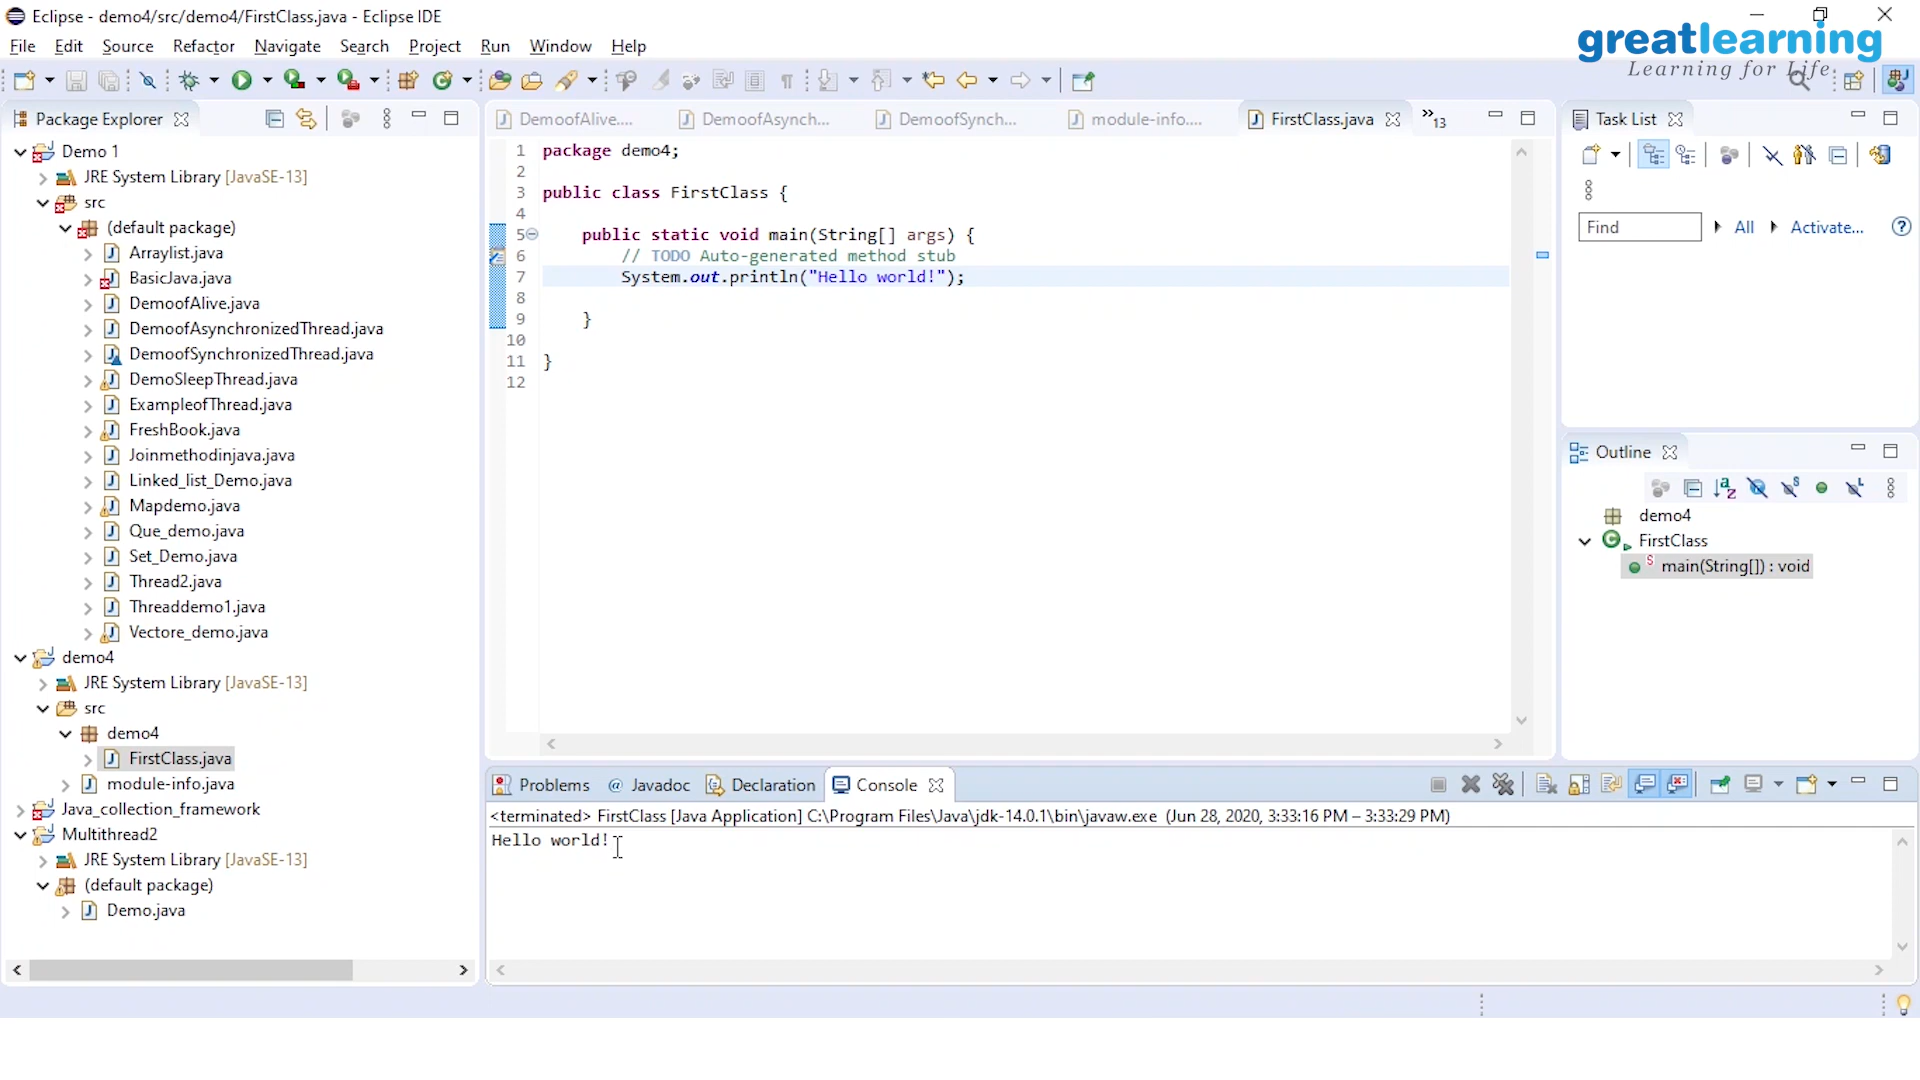 Eclipse - demo4/src/demo4/FirstClass.java - Eclipse IDE
File Edit Source Refactor Navigate Search Project Run Window Help
greatlearning
Learning for Life
Package Explorer
Demo 1
JRE System Library [JavaSE-13]
src
(default package)
Arraylist.java
BasicJava.java
DemoofAlive.java
DemoofAsynchronizedThread.java
DemoofSynchronizedThread.java
DemoSleepThread.java
ExampleofThread.java
FreshBook.java
Joinmethodinjava.java
Linked_list_Demo.java
Mapdemo.java
Que_demo.java
Set_Demo.java
Thread2.java
Threaddemo1.java
Vectore_demo.java
demo4
JRE System Library [JavaSE-13]
src
demo4
FirstClass.java
module-info.java
Java_collection_framework
Multithread2
JRE System Library [JavaSE-13]
(default package)
Demo.java
DemoofAlive.... DemoofAsynch... DemoofSynch... module-info.... FirstClass.java »13
1 package demo4;
2
3 public class FirstClass {
4
5 public static void main(String[] args) {
6 // TODO Auto-generated method stub
7 System.out.println("Hello world!");
8
9 }
10
11 }
12
Task List
Find All Activate...
Outline
demo4
FirstClass
main(String[]) : void
Problems Javadoc Declaration Console
<terminated> FirstClass [Java Application] C:\Program Files\Java\jdk-14.0.1\bin\javaw.exe (Jun 28, 2020, 3:33:16 PM – 3:33:29 PM)
Hello world!